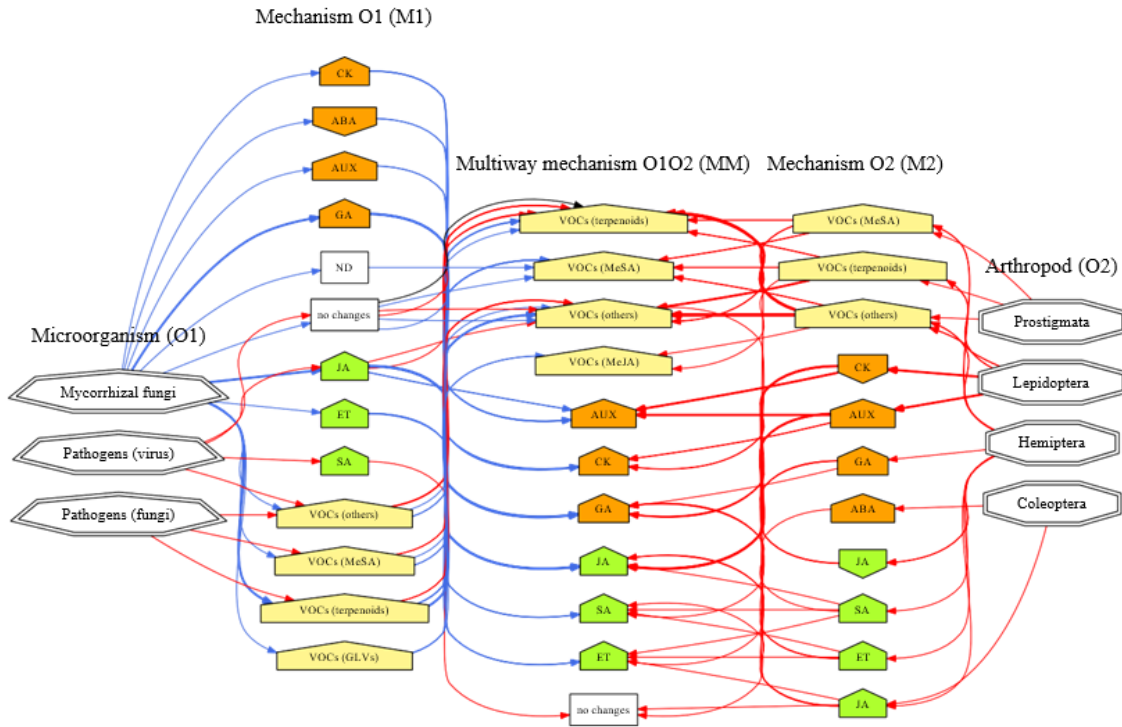 Mechanism O1 (M1)
CK
ABA
AUX
GA
ND
no changes
JA
ET
SA
VOCs (others)
VOCs (MeSA)
VOCs (terpenoids)
VOCs (GLVs)
Microorganism (O1)
Mycorrhizal fungi
Pathogens (virus)
Pathogens (fungi)
Multiway mechanism O1O2 (MM)
VOCs (terpenoids)
VOCs (MeSA)
VOCs (others)
VOCs (MeJA)
AUX
CK
GA
JA
SA
ET
no changes
Mechanism O2 (M2)
VOCs (MeSA)
VOCs (terpenoids)
VOCs (others)
CK
AUX
GA
ABA
JA
SA
ET
JA
Arthropod (O2)
Prostigmata
Lepidoptera
Hemiptera
Coleoptera